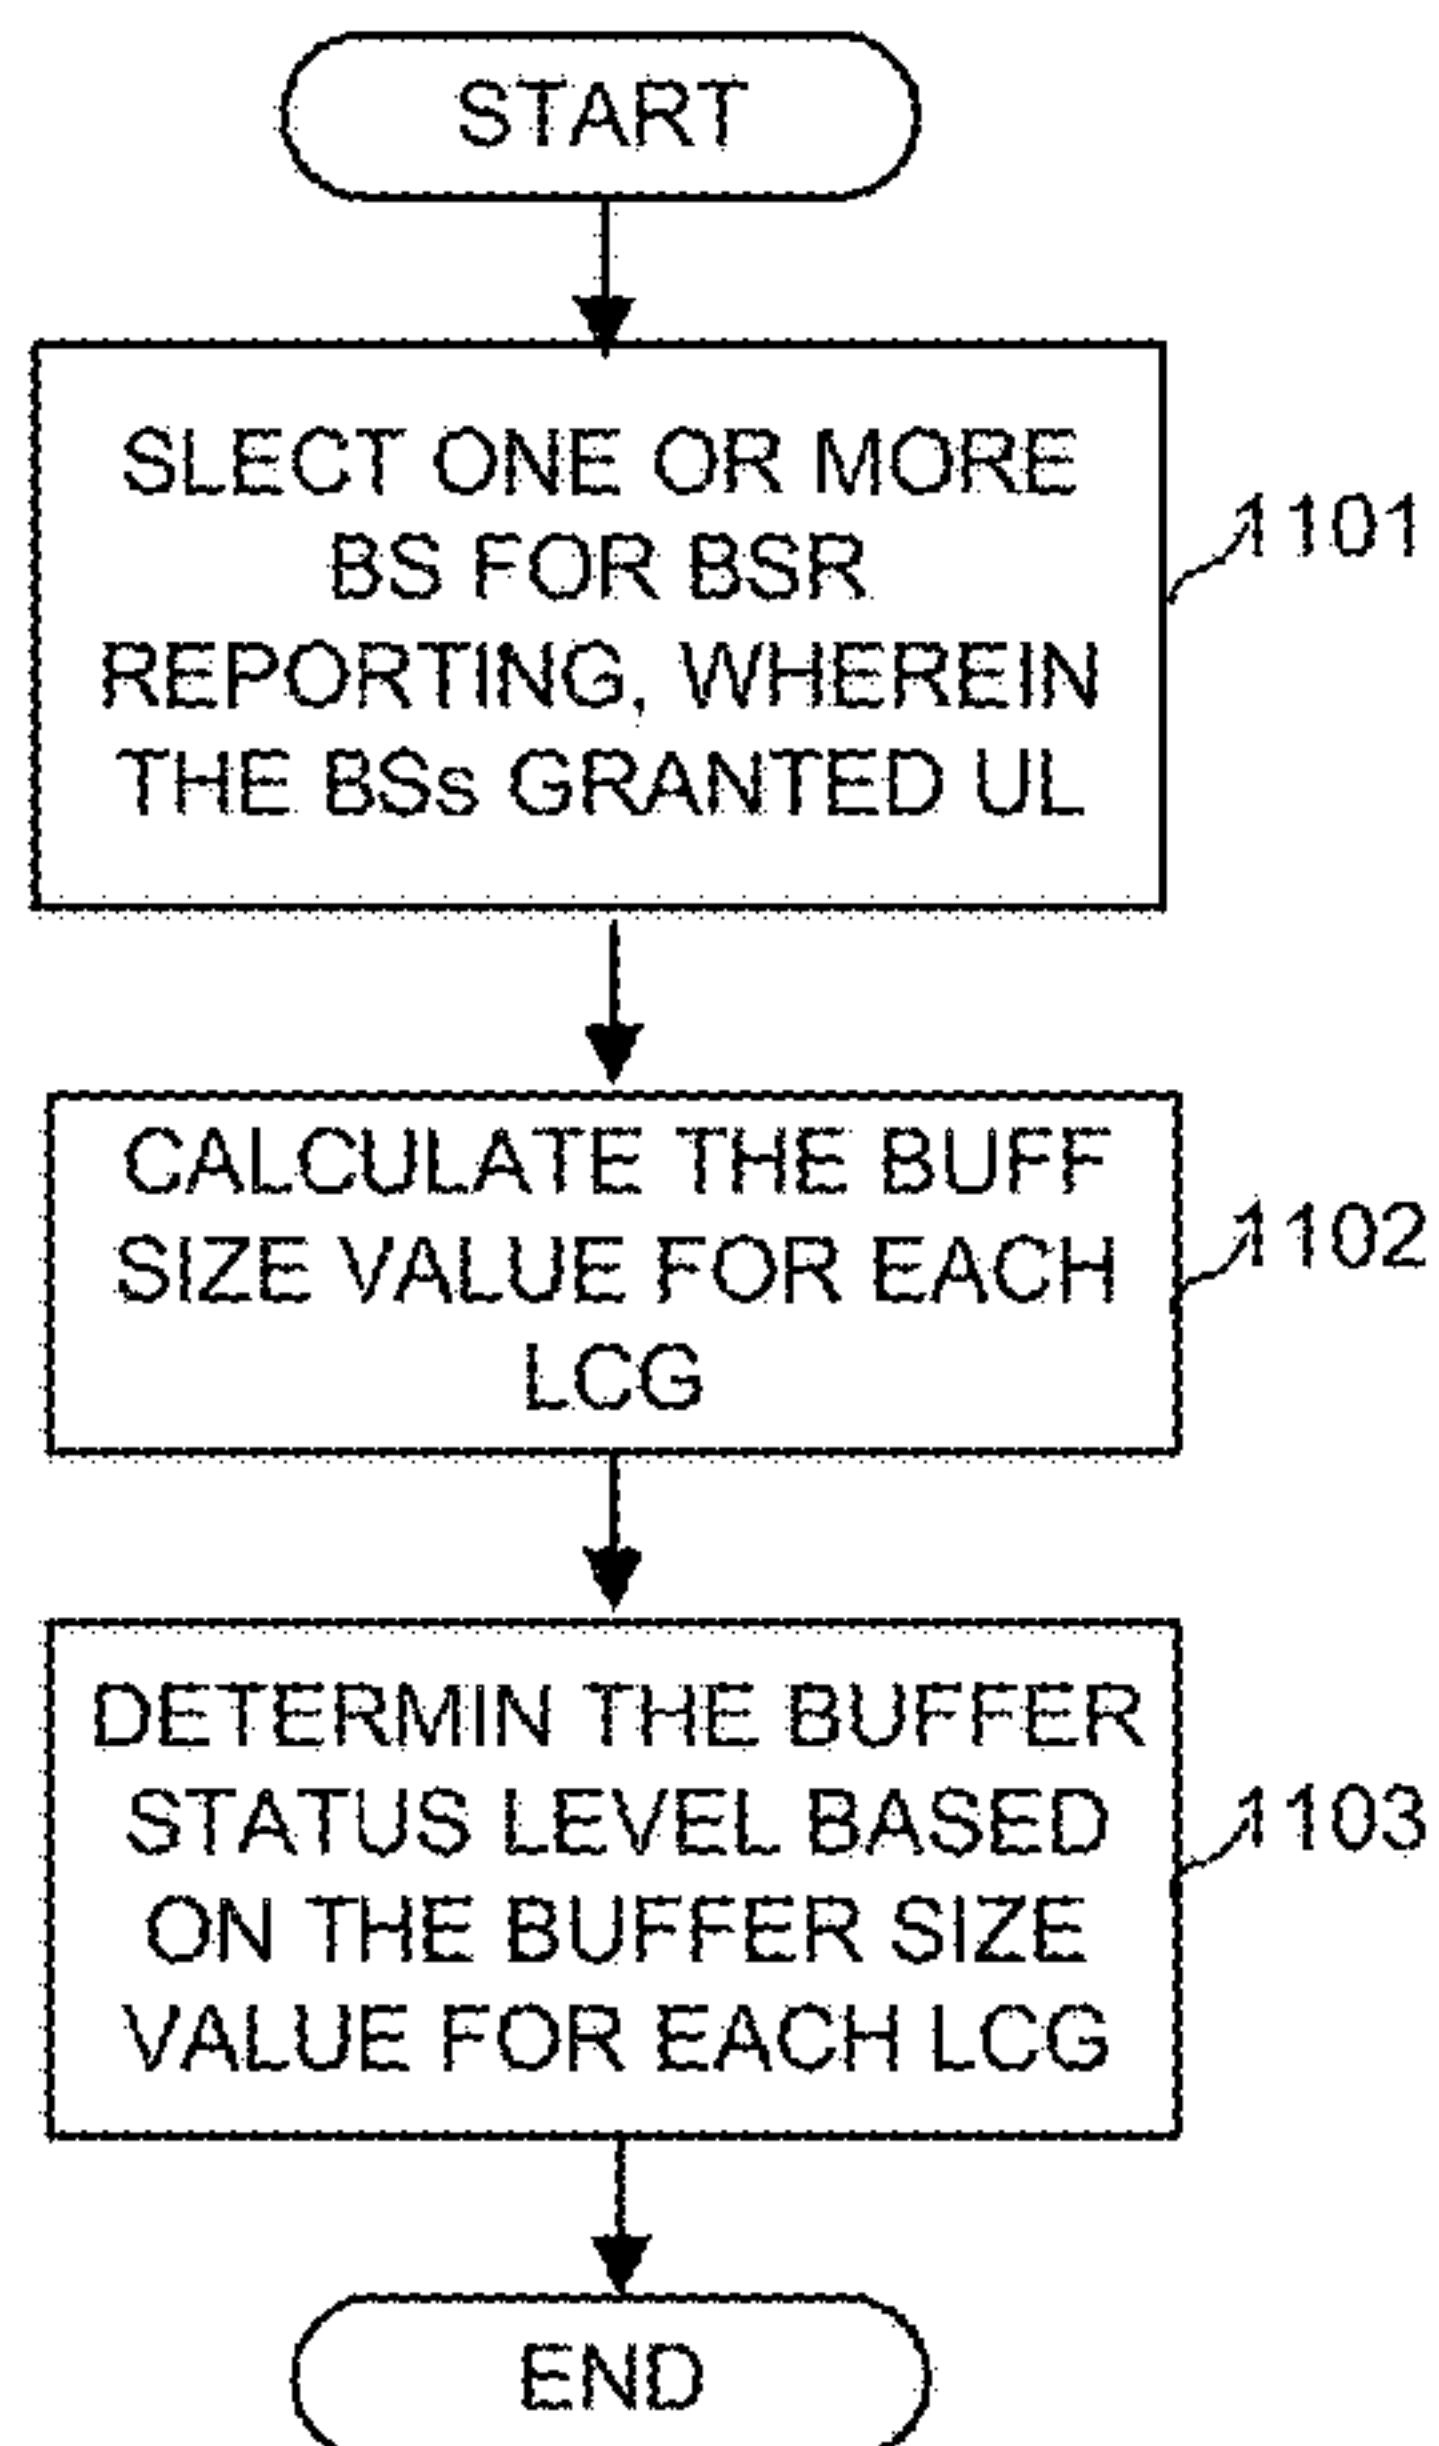 START
SLECT ONE OR MORE
BS FOR BSR
REPORTING, WHEREIN
THE BSs GRANTED UL
1101
CALCULATE THE BUFF
SIZE VALUE FOR EACH
LCG
1102
DETERMIN THE BUFFER
STATUS LEVEL BASED
ON THE BUFFER SIZE
VALUE FOR EACH LCG
1103
END